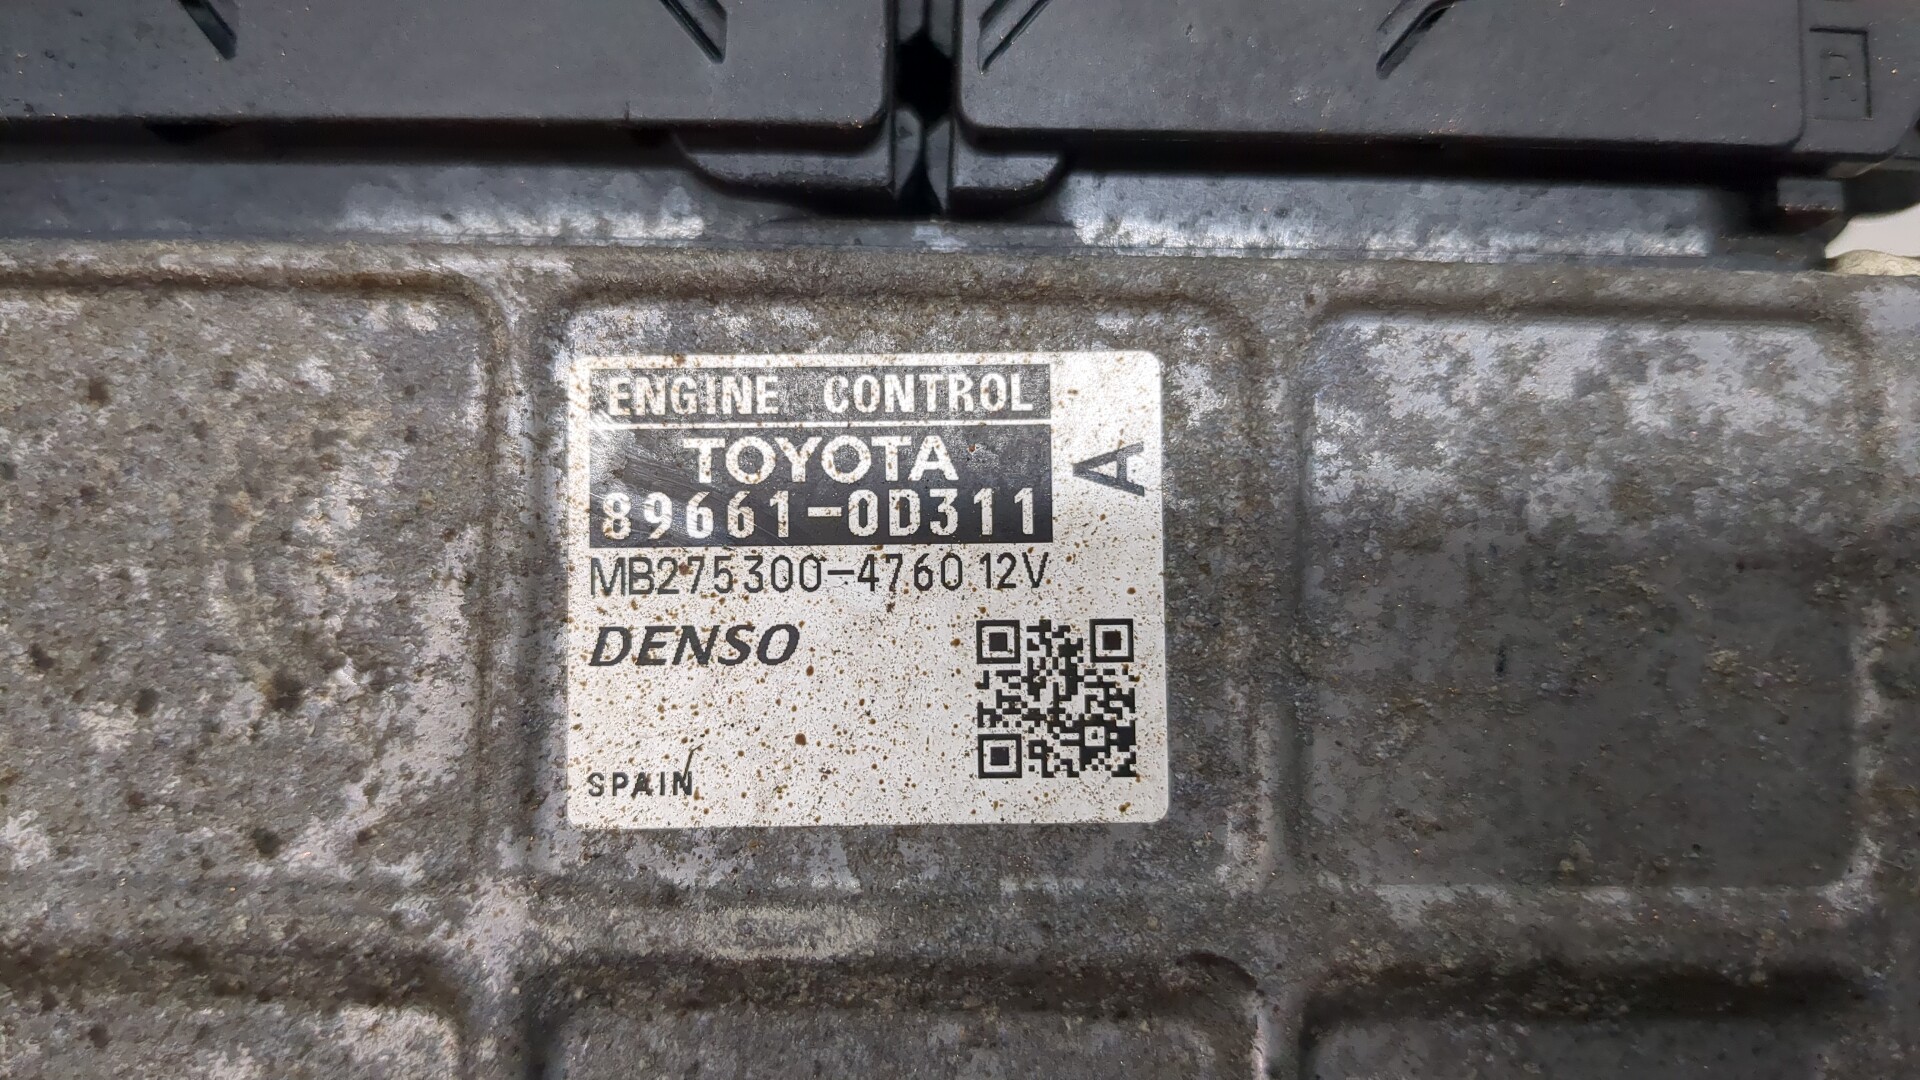 ENGINE CONTROL
TOYOTA
89661-0D311
A
MB275300-4760 12V
DENSO
SPAIN